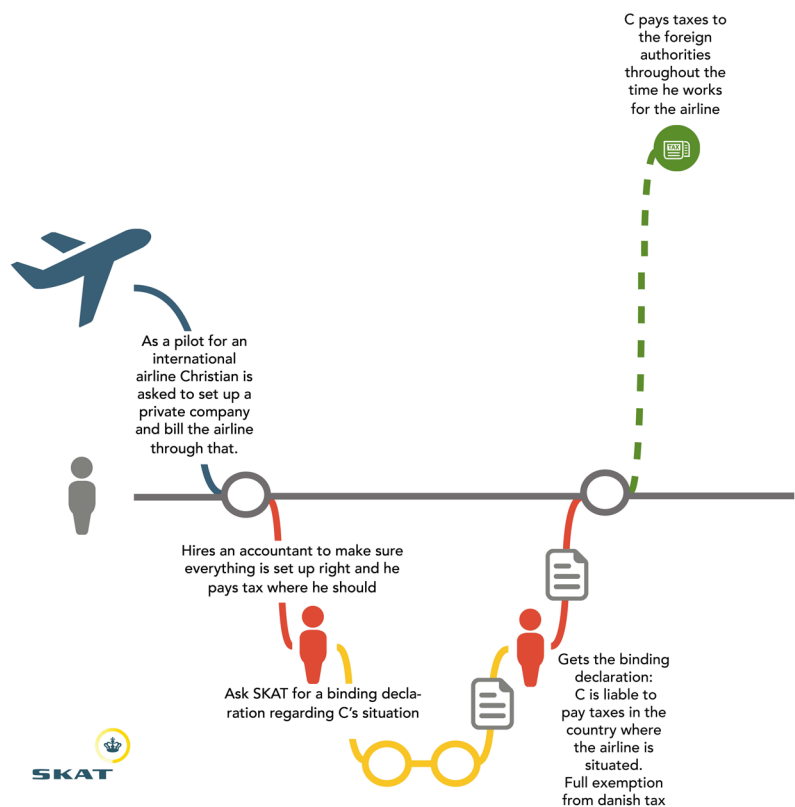 C pays taxes to
the foreign
authorities
throughout the
time he works
for the airline
TAX
As a pilot for an
international
airline Christian is
asked to set up a
private company
and bill the airline
through that.
Hires an accountant to make sure
everything is set up right and he
pays tax where he should
Ask SKAT for a binding decla-
ration regarding C's situation
Gets the binding
declaration:
C is liable to
pay taxes in the
country where
the airline is
situated.
Full exemption
from danish tax
SKAT